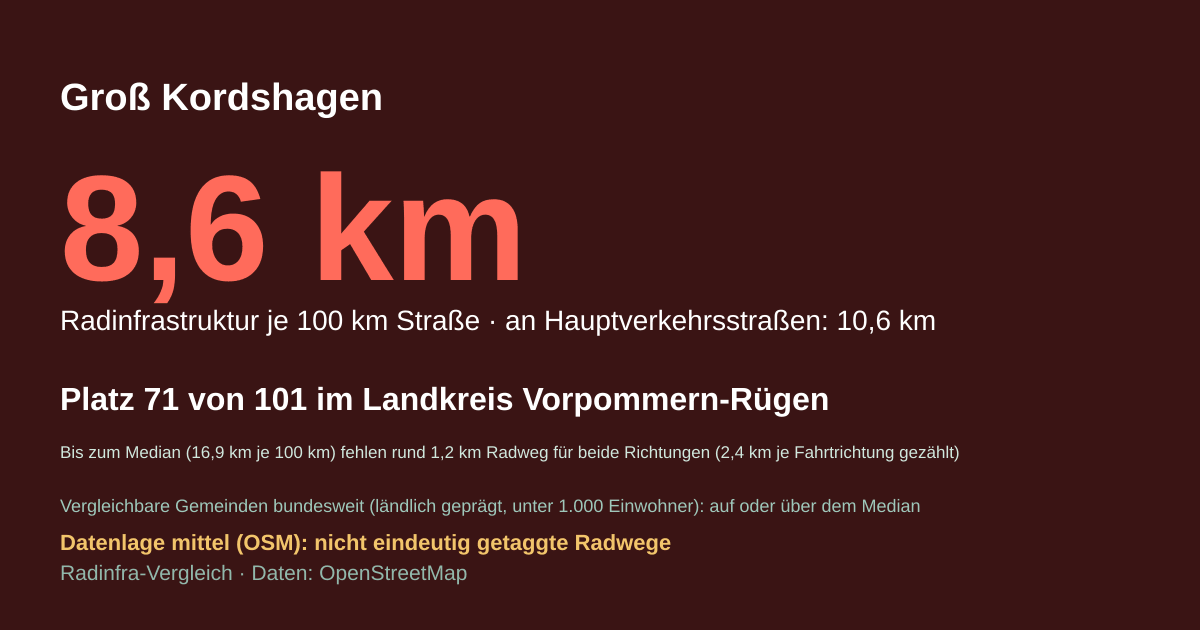 Groß Kordshagen
8,6 km
Radinfrastruktur je 100 km Straße · an Hauptverkehrsstraßen: 10,6 km
Platz 71 von 101 im Landkreis Vorpommern-Rügen
Bis zum Median (16,9 km je 100 km) fehlen rund 1,2 km Radweg für beide Richtungen (2,4 km je Fahrtrichtung gezählt)
Vergleichbare Gemeinden bundesweit (ländlich geprägt, unter 1.000 Einwohner): auf oder über dem Median
Datenlage mittel (OSM): nicht eindeutig getaggte Radwege
Radinfra-Vergleich · Daten: OpenStreetMap